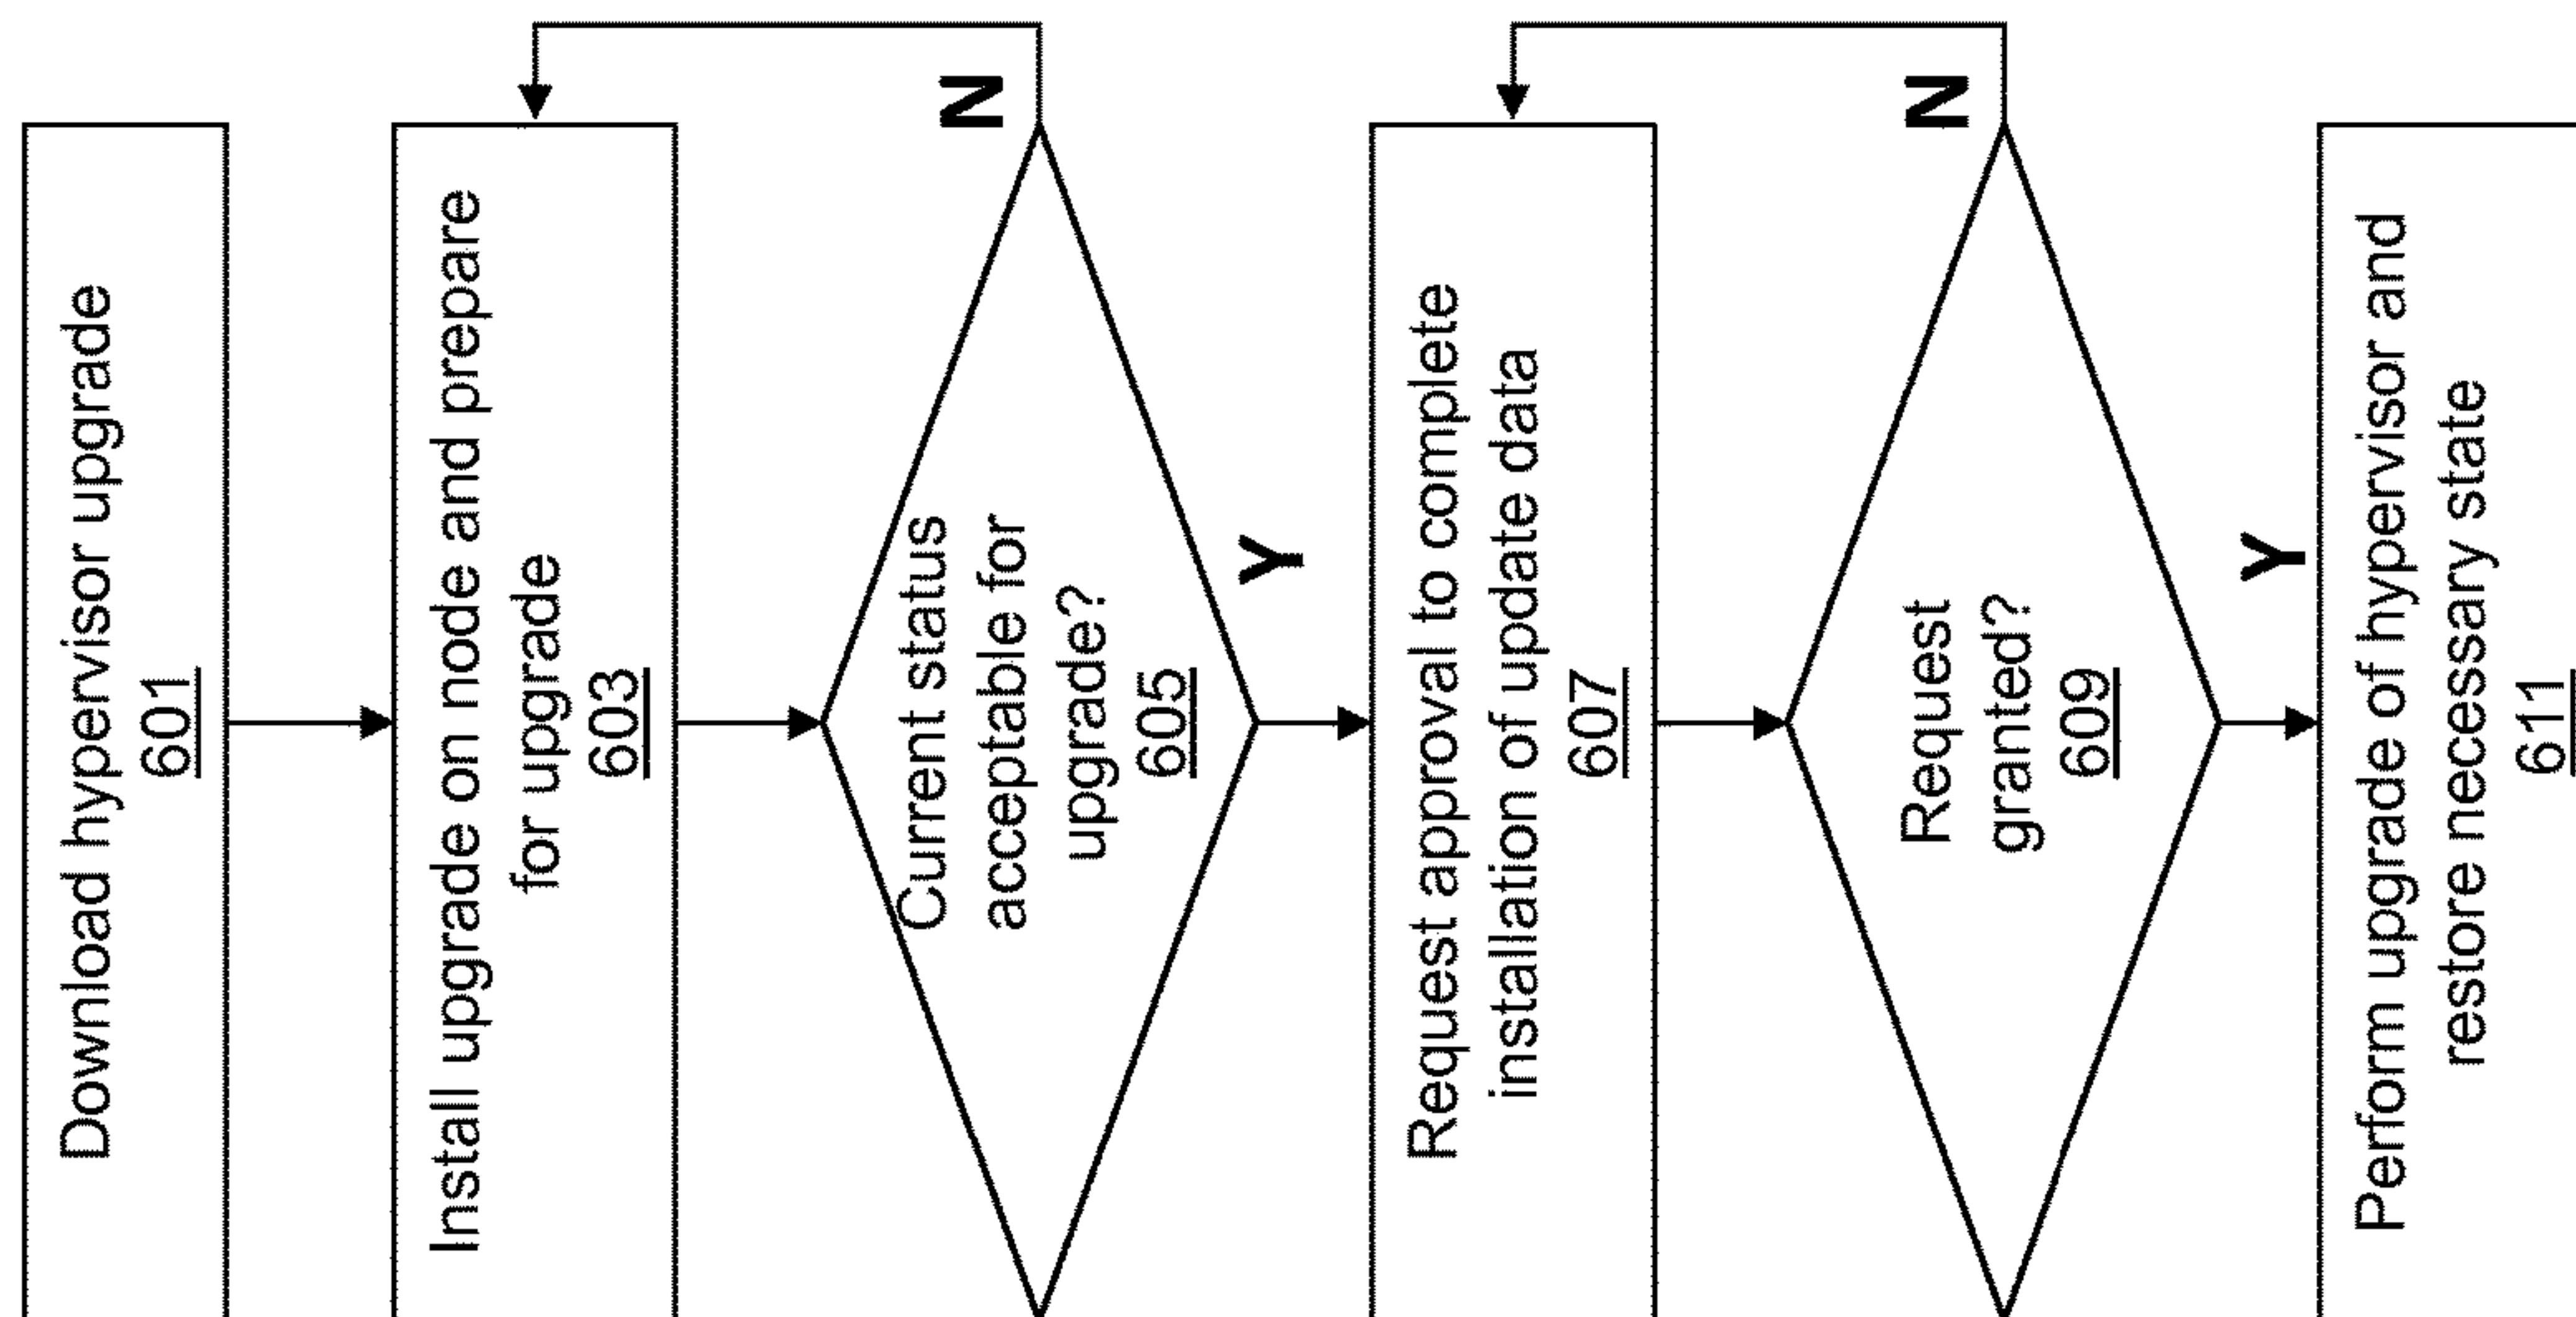 Download hypervisor upgrade
601
Install upgrade on node and prepare
for upgrade
603
N
Current status
acceptable for
upgrade?
605
Y
Request approval to complete
installation of update data
607
N
Request
granted?
609
Y
Perform upgrade of hypervisor and
restore necessary state
611